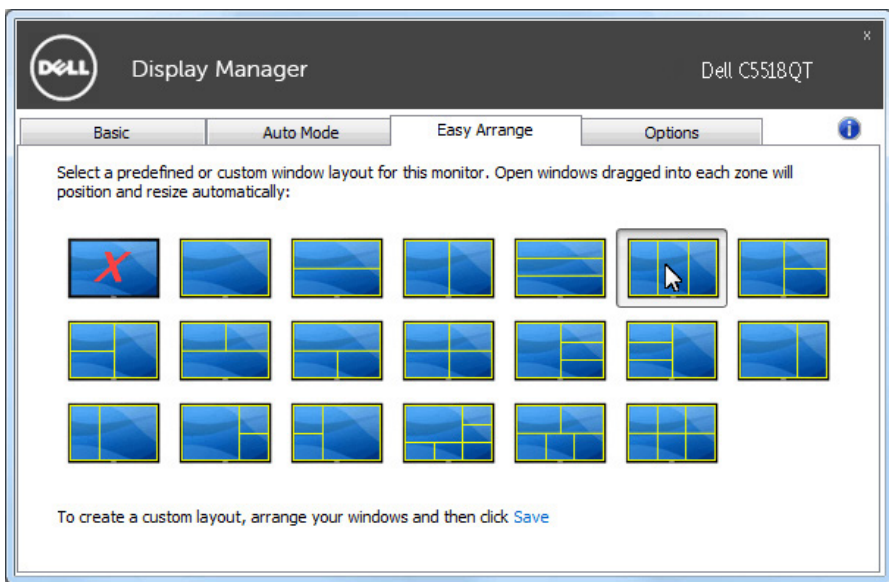 x
DELL
Display Manager
Dell C5518QT
Basic
Auto Mode
Easy Arrange
Options
i
Select a predefined or custom window layout for this monitor. Open windows dragged into each zone will
position and resize automatically:
X
To create a custom layout, arrange your windows and then click Save